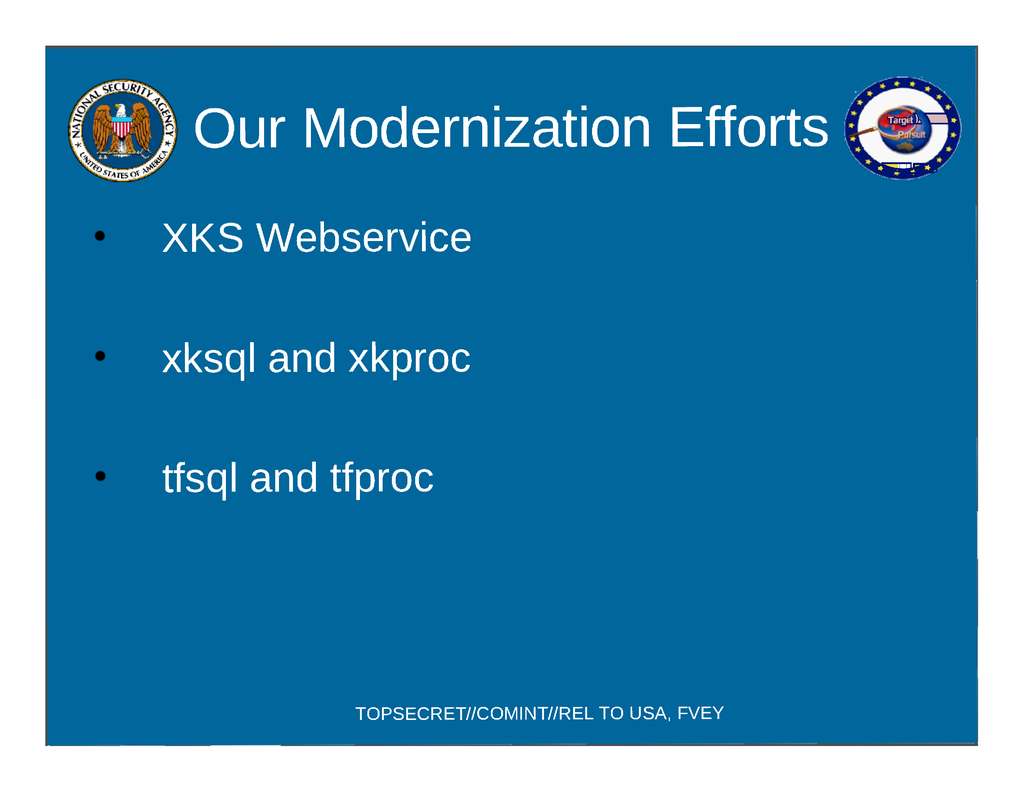 NATIONAL SECURITY AGENCY
UNITED STATES OF AMERICA
Our Modernization Efforts
Target
Pursuit
• XKS Webservice
• xksql and xkproc
• tfsql and tfproc
TOPSECRET//COMINT//REL TO USA, FVEY